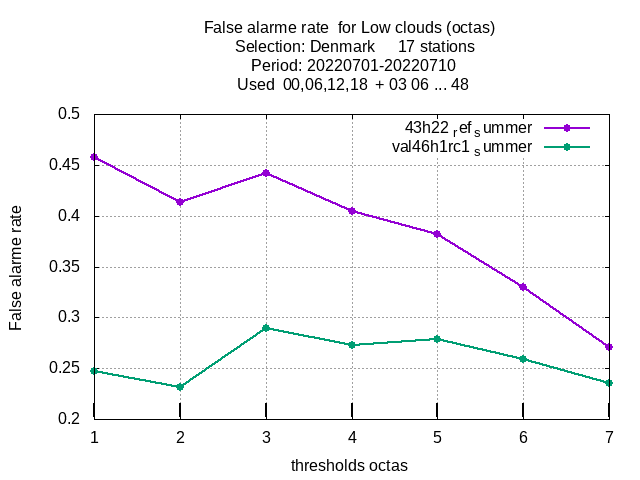 False alarme rate  for Low clouds (octas)
Selection: Denmark     17 stations
Period: 20220701-20220710
Used  00,06,12,18  + 03 06 ... 48
43h22ᵣefₛummer
val46h1rc1ₛummer
False alarme rate
0.5
0.45
0.4
0.35
0.3
0.25
0.2
1 2 3 4 5 6 7
thresholds octas